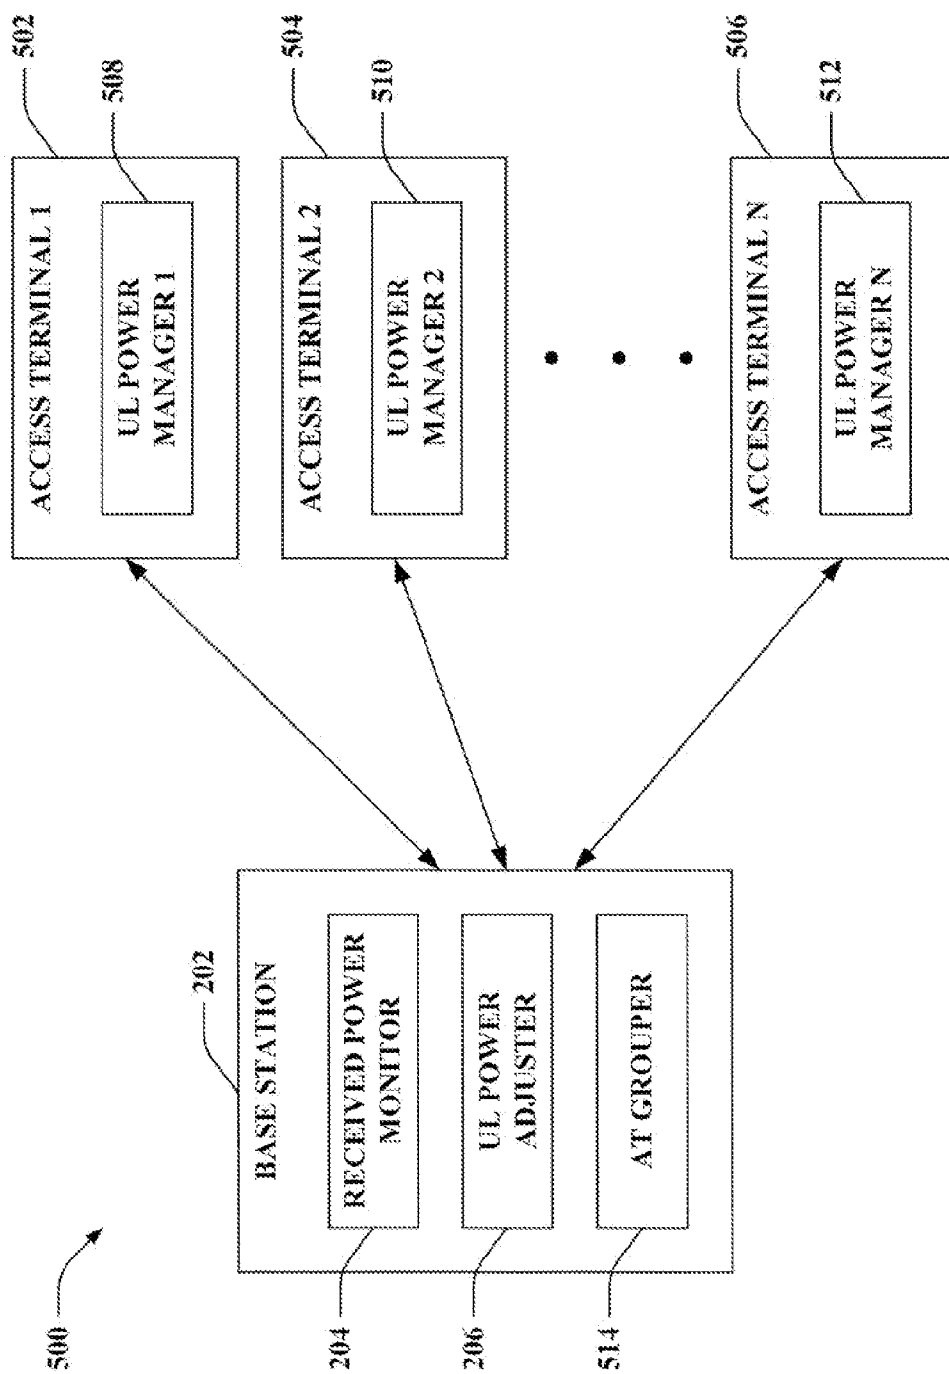 500
202
BASE STATION
204
RECEIVED POWER
MONITOR
206
UL POWER
ADJUSTER
514
AT GROUPER
502
ACCESS TERMINAL 1
508
UL POWER
MANAGER 1
504
ACCESS TERMINAL 2
510
UL POWER
MANAGER 2
506
ACCESS TERMINAL N
512
UL POWER
MANAGER N